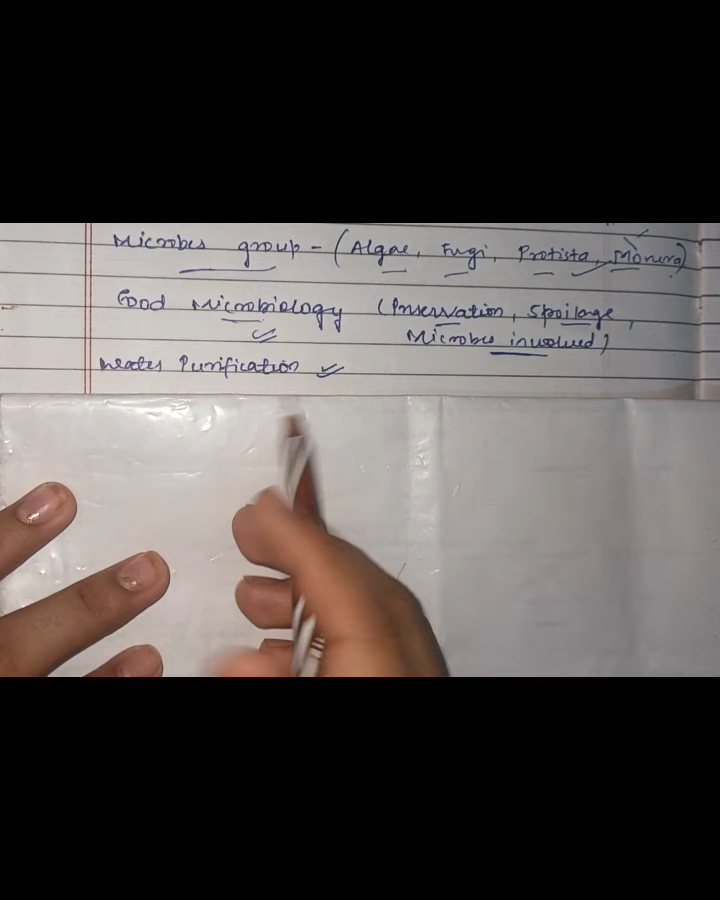 Microbes group - (Algae, Fugi, Protista, Monera)
Food Microbiology (Preservation, Spoilage,
Microbes involved)
Water Purification